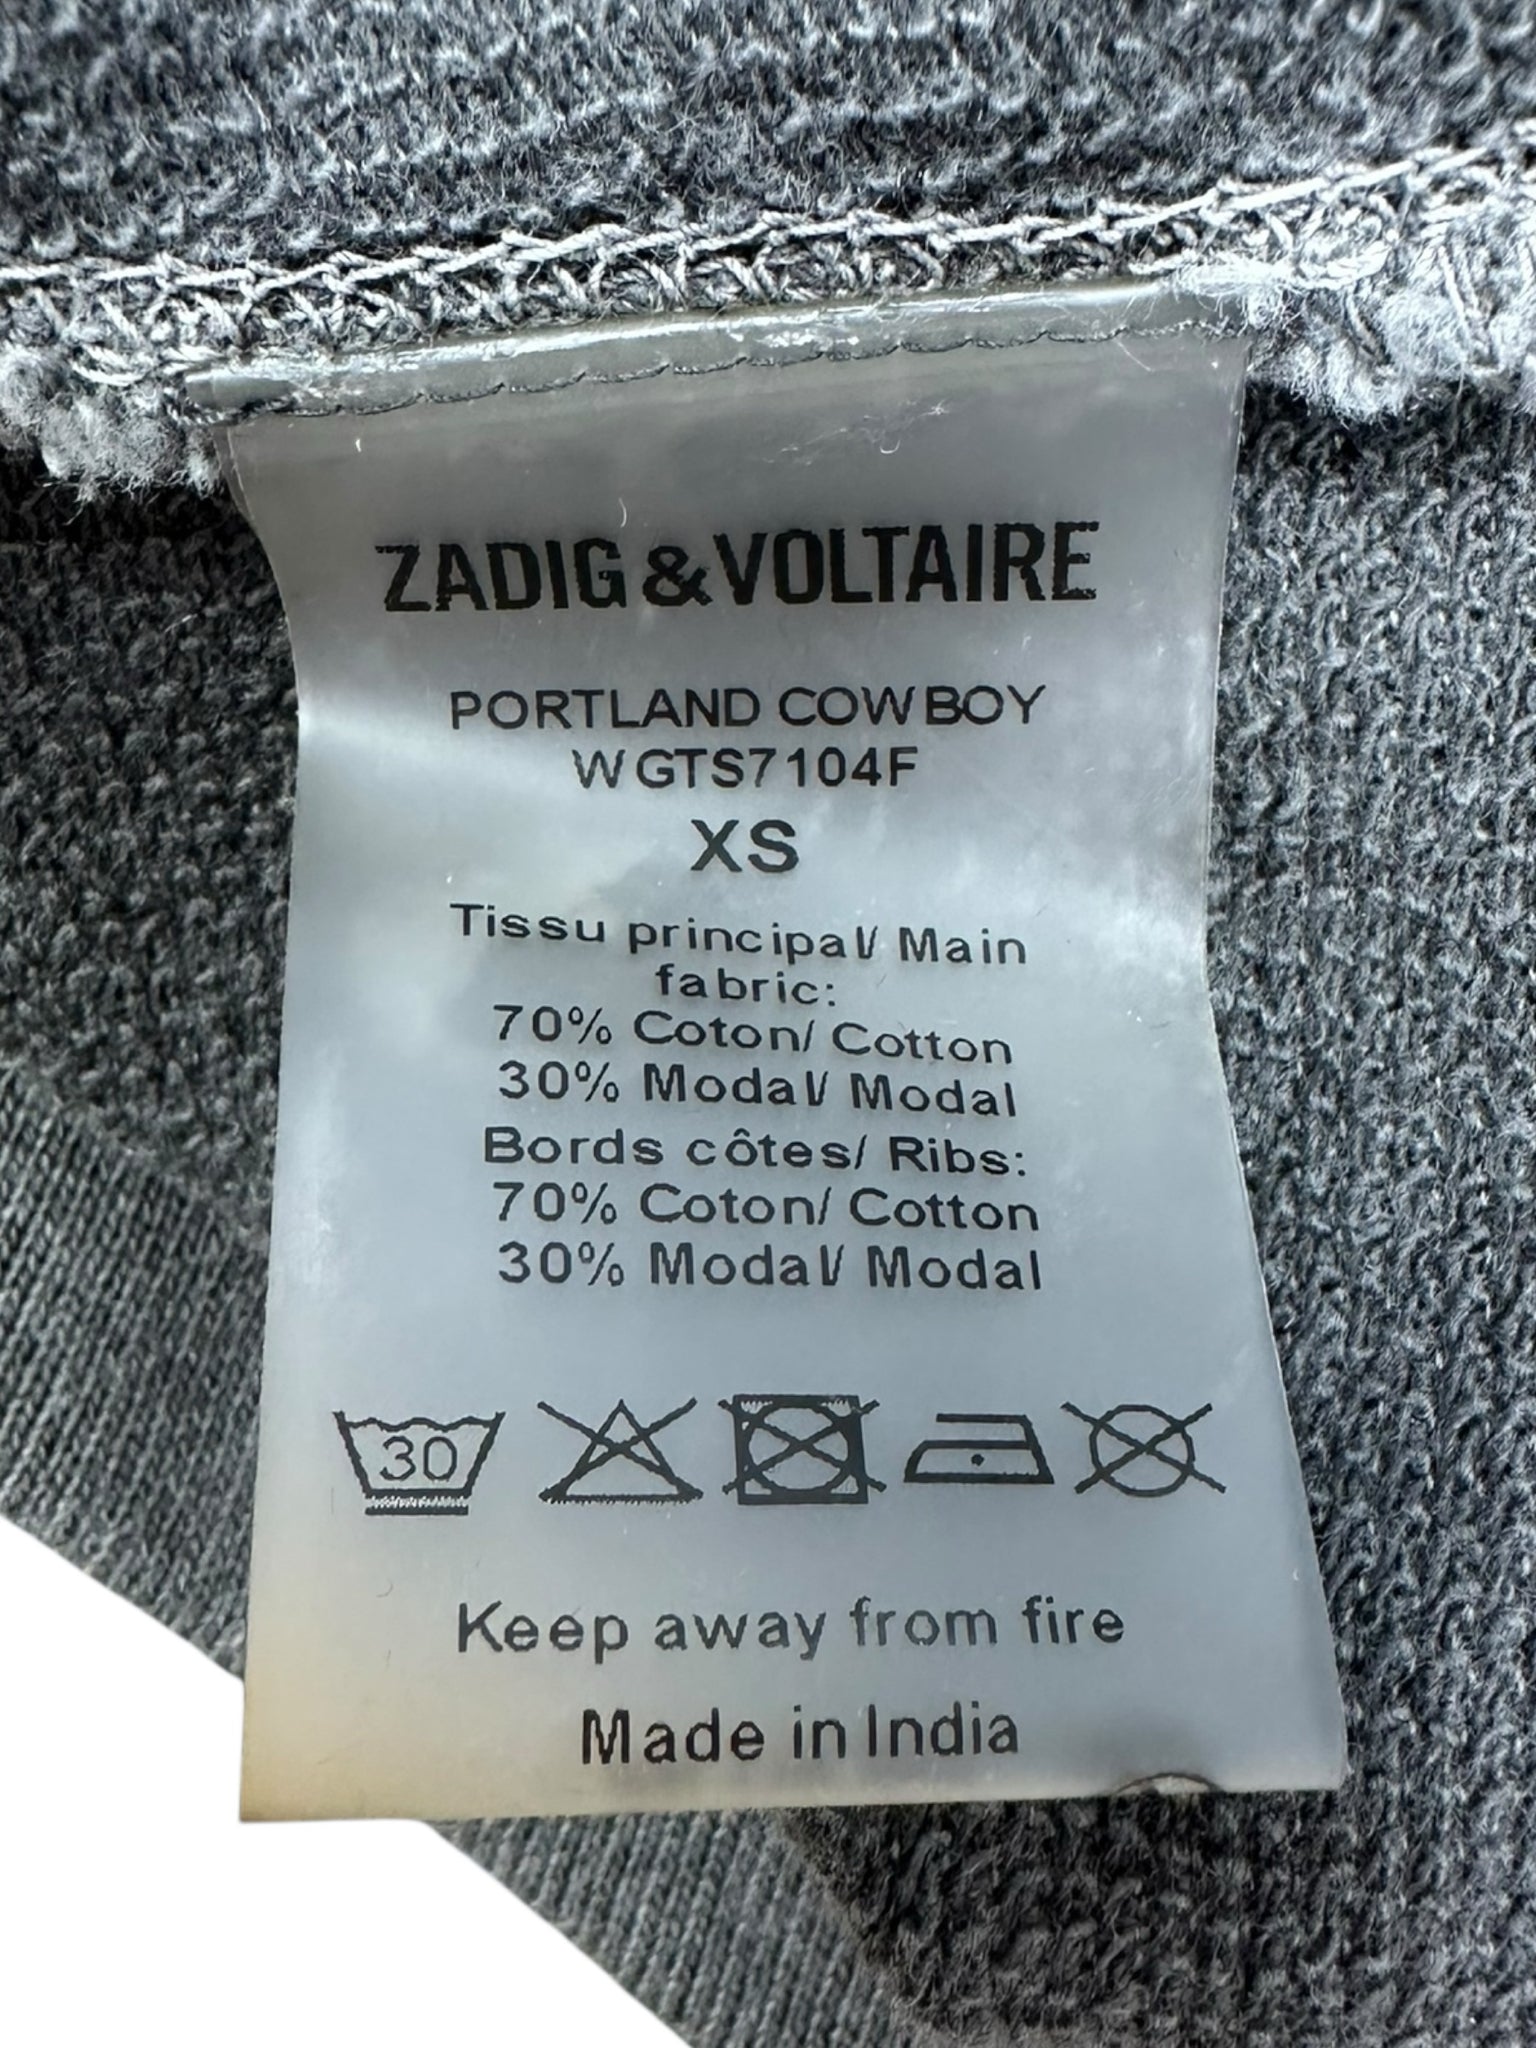 ZADIG&VOLTAIRE
PORTLAND COWBOY
WGTS7104F
XS
Tissu principal/ Main
fabric:
70% Coton/ Cotton
30% Modal/ Modal
Bords côtes/ Ribs:
70% Coton/ Cotton
30% Modal/ Modal
30
Keep away from fire
Made in India